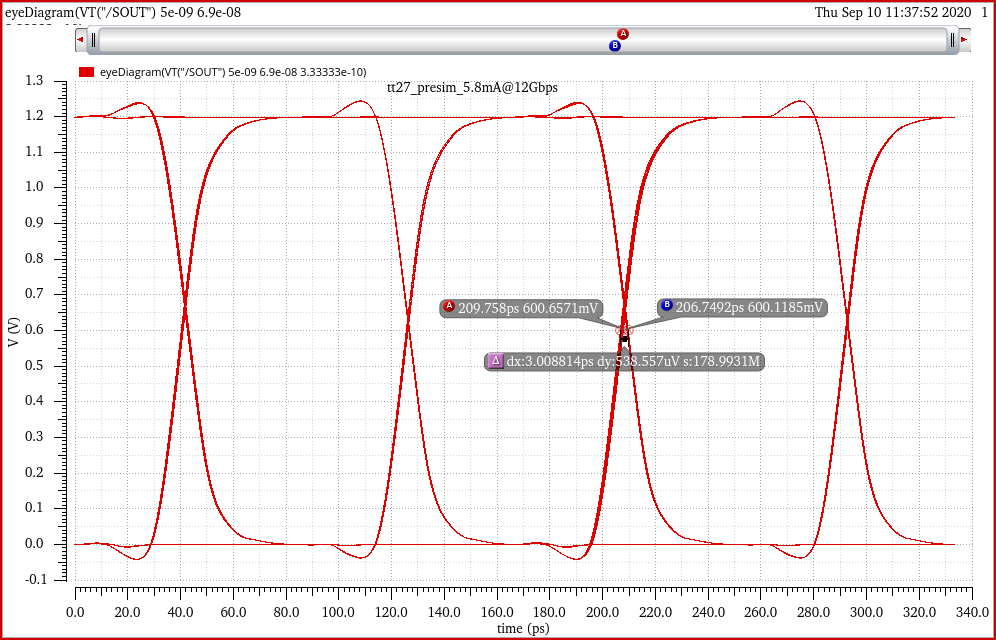 eyeDiagram(VT("/SOUT") 5e-09 6.9e-08
Thu Sep 10 11:37:52 2020 1
A
B
eyeDiagram(VT("/SOUT") 5e-09 6.9e-08 3.33333e-10)
tt27_presim_5.8mA@12Gbps
1.3
1.2
1.1
1.0
0.9
0.8
0.7
0.6
0.5
0.4
0.3
0.2
0.1
0.0
-0.1
V (V)
A 209.758ps 600.6571mV
B 206.7492ps 600.1185mV
Δ dx:3.008814ps dy:538.557uV s:178.9931M
0.0 20.0 40.0 60.0 80.0 100.0 120.0 140.0 160.0 180.0 200.0 220.0 240.0 260.0 280.0 300.0 320.0 340.0
time (ps)